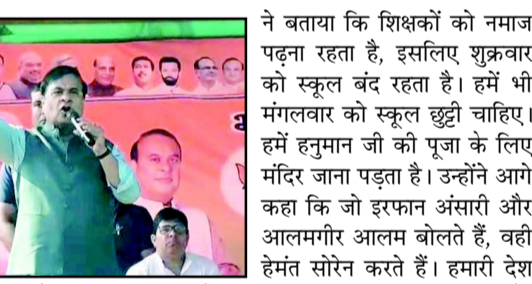 ने बताया कि शिक्षकों को नमाज
पढ़ना रहता है, इसलिए शुक्रवार
को स्कूल बंद रहता है। हमें भी
मंगलवार को स्कूल छुट्टी चाहिए।
हमें हनुमान जी की पूजा के लिए
मंदिर जाना पड़ता है। उन्होंने आगे
कहा कि जो इरफान अंसारी और
आलमगीर आलम बोलते हैं, वही
हेमंत सोरेन करते हैं। हमारी देश